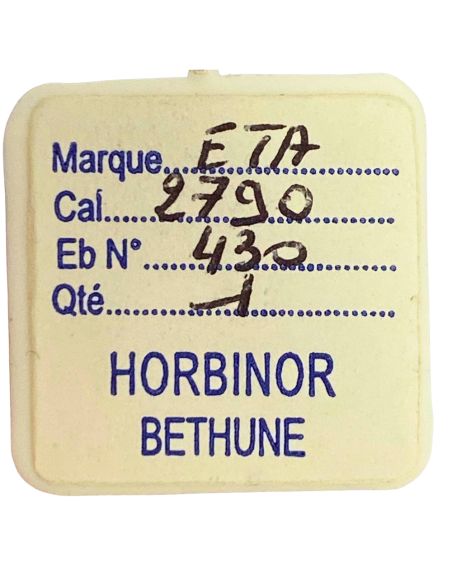 Marque ETA
Cal 2790
Eb N° 430
Qté 1
HORBINOR
BETHUNE